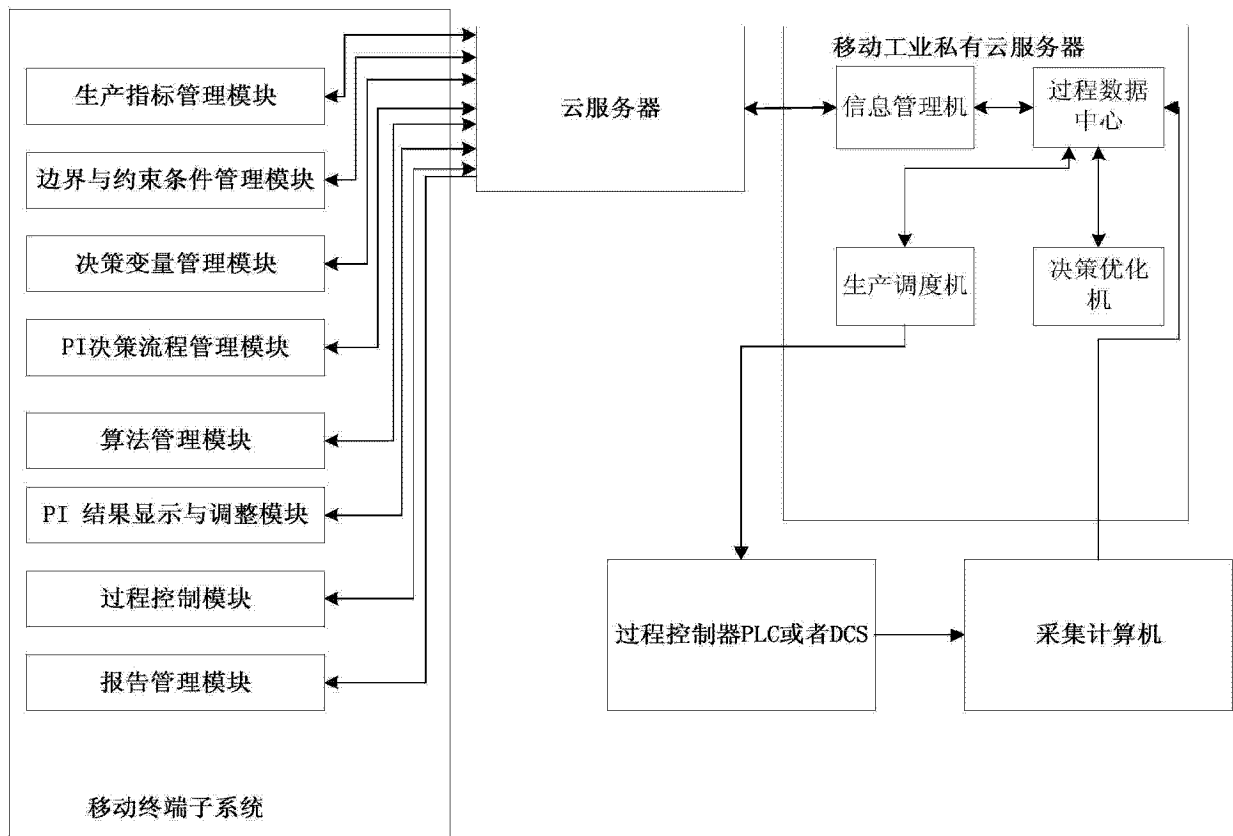 生产指标管理模块
边界与约束条件管理模块
决策变量管理模块
PI决策流程管理模块
算法管理模块
PI 结果显示与调整模块
过程控制模块
报告管理模块
移动终端子系统
云服务器
移动工业私有云服务器
信息管理机
过程数据
中心
生产调度机
决策优化
机
过程控制器PLC或者DCS
采集计算机